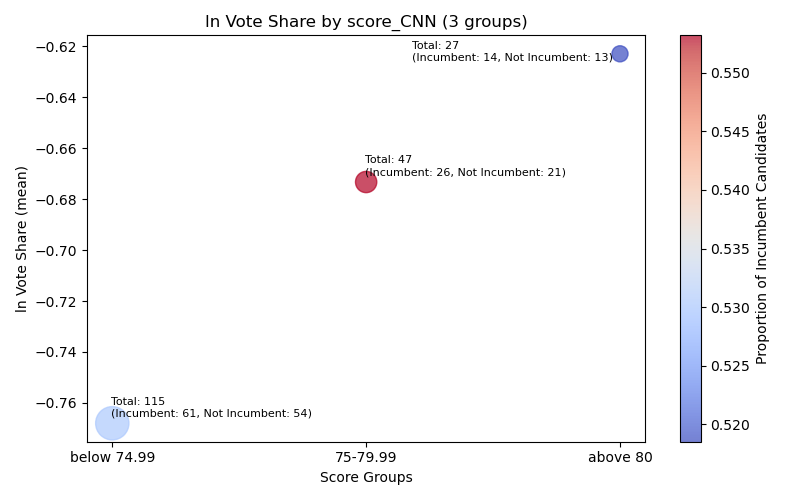 ln Vote Share by score_CNN (3 groups)
ln Vote Share (mean)
−0.62
−0.64
−0.66
−0.68
−0.70
−0.72
−0.74
−0.76
Total: 27
(Incumbent: 14, Not Incumbent: 13)
Total: 47
(Incumbent: 26, Not Incumbent: 21)
Total: 115
(Incumbent: 61, Not Incumbent: 54)
below 74.99
75-79.99
above 80
Score Groups
0.550
0.545
0.540
0.535
0.530
0.525
0.520
Proportion of Incumbent Candidates